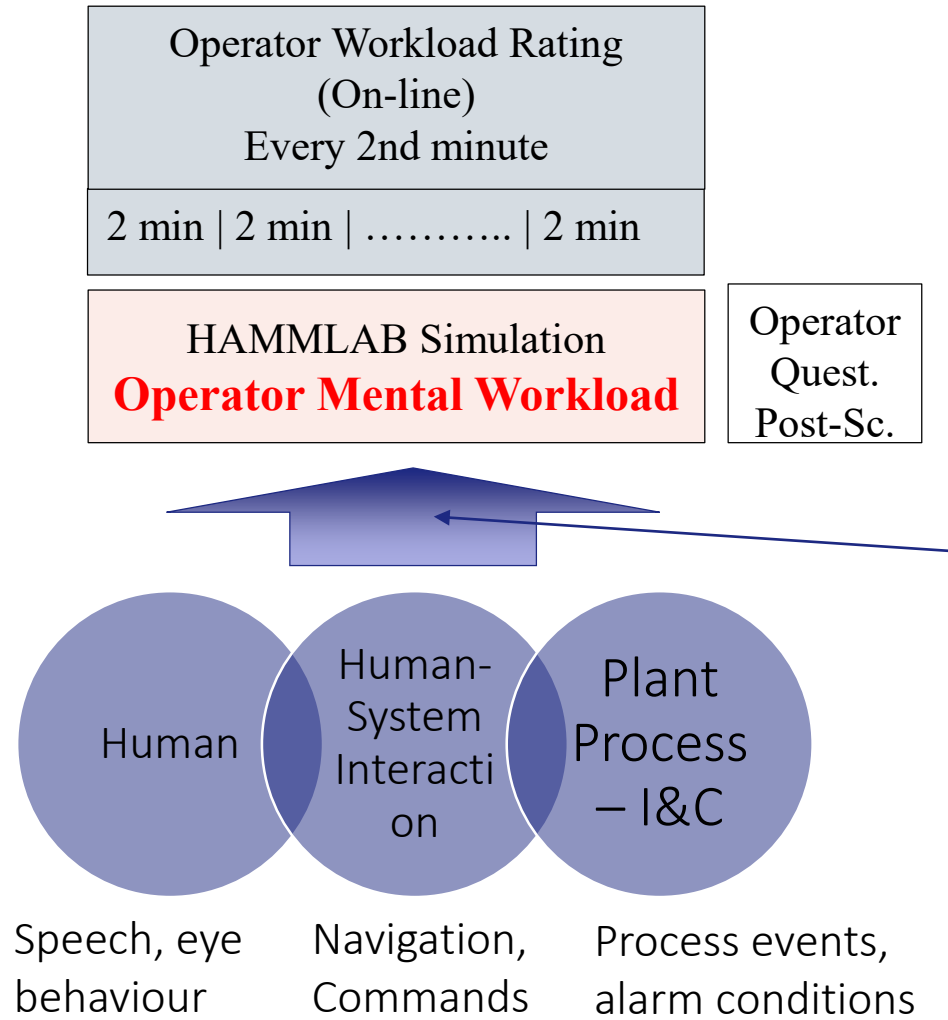 Operator Workload Rating
(On-line)
Every 2nd minute
2 min | 2 min | ……….. | 2 min
HAMMLAB Simulation
Operator Mental Workload
Operator
Quest.
Post-Sc.
Human
Human-
System
Interacti
on
Plant
Process
– I&C
Speech, eye
behaviour
Navigation,
Commands
Process events,
alarm conditions